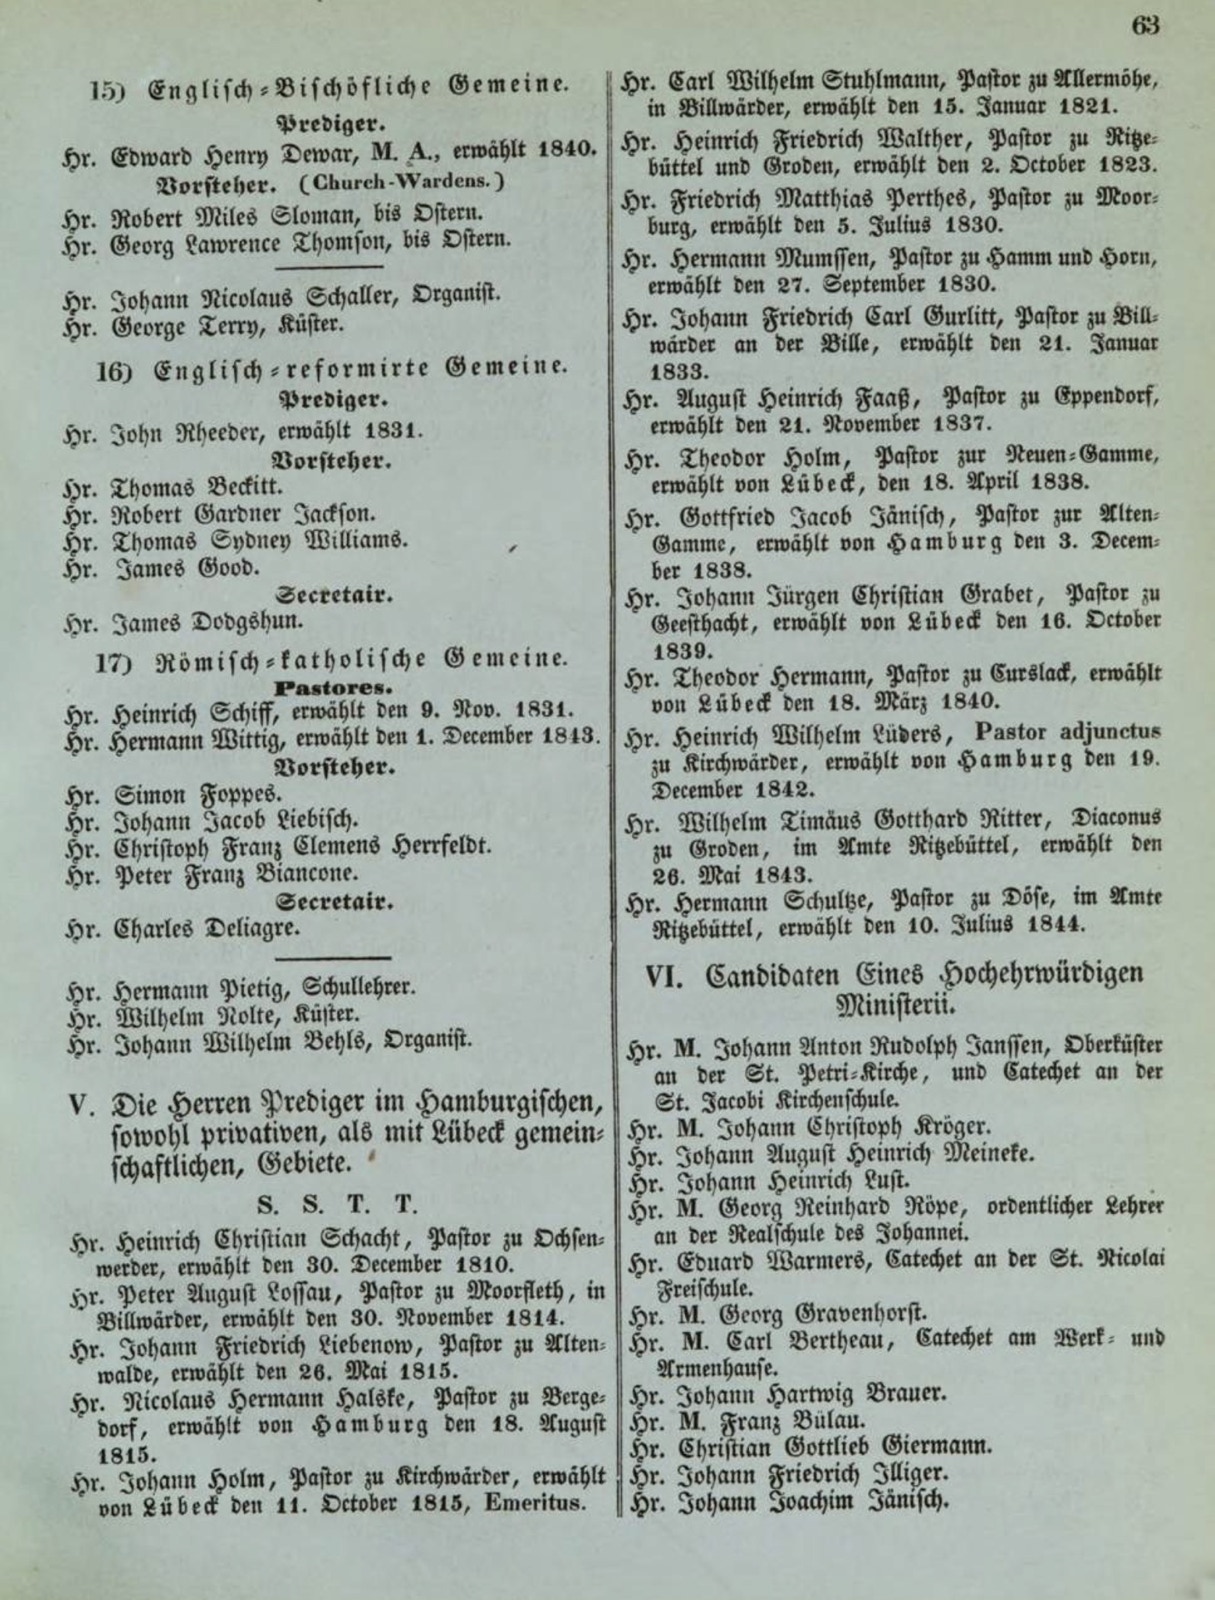 63
15) Englisch-Bischöfliche Gemeine.
Prediger.
Hr. Edward Henry Dewar, M. A., erwählt 1840.
Vorsteher. (Church-Wardens.)
Hr. Robert Miles Sloman, bis Ostern.
Hr. Georg Lawrence Thomson, bis Ostern.
Hr. Johann Nicolaus Schaller, Organist.
Hr. George Terry, Küster.
16) Englisch-reformirte Gemeine.
Prediger.
Hr. John Rheeder, erwählt 1831.
Vorsteher.
Hr. Thomas Beckitt.
Hr. Robert Gardner Jackson.
Hr. Thomas Sydney Williams.
Hr. James Good.
Secretair.
Hr. James Dodgshun.
17) Römisch-katholische Gemeine.
Pastores.
Hr. Heinrich Schiff, erwählt den 9. Nov. 1831.
Hr. Hermann Wittig, erwählt den 1. December 1843.
Vorsteher.
Hr. Simon Foppes.
Hr. Johann Jacob Liebisch.
Hr. Christoph Franz Clemens Herrfeldt.
Hr. Peter Franz Biancone.
Secretair.
Hr. Charles Deliagre.
Hr. Hermann Pietig, Schullehrer.
Hr. Wilhelm Nolte, Küster.
Hr. Johann Wilhelm Behls, Organist.
V. Die Herren Prediger im Hamburgischen,
sowohl privativen, als mit Lübeck gemein-
schaftlichen, Gebiete.
S. S. T. T.
Hr. Heinrich Christian Schacht, Pastor zu Ochsen-
werder, erwählt den 30. December 1810.
Hr. Peter August Lossau, Pastor zu Moorfleth, in
Billwärder, erwählt den 30. November 1814.
Hr. Johann Friedrich Liebenow, Pastor zu Alten-
walde, erwählt den 26. Mai 1815.
Hr. Nicolaus Hermann Halske, Pastor zu Berge-
dorf, erwählt von Hamburg den 18. August
1815.
Hr. Johann Holm, Pastor zu Kirchwärder, erwählt
von Lübeck den 11. October 1815, Emeritus.
Hr. Carl Wilhelm Stuhlmann, Pastor zu Allermöhe,
in Billwärder, erwählt den 15. Januar 1821.
Hr. Heinrich Friedrich Walther, Pastor zu Ritze-
büttel und Groden, erwählt den 2. October 1823.
Hr. Friedrich Matthias Perthes, Pastor zu Moor-
burg, erwählt den 5. Julius 1830.
Hr. Hermann Mumssen, Pastor zu Hamm und Horn,
erwählt den 27. September 1830.
Hr. Johann Friedrich Carl Gurlitt, Pastor zu Bill-
wärder an der Bille, erwählt den 21. Januar
1833.
Hr. August Heinrich Faaß, Pastor zu Eppendorf,
erwählt den 21. November 1837.
Hr. Theodor Holm, Pastor zur Neuen-Gamme,
erwählt von Lübeck, den 18. April 1838.
Hr. Gottfried Jacob Jänisch, Pastor zur Alten-
Gamme, erwählt von Hamburg den 3. Decem-
ber 1838.
Hr. Johann Jürgen Christian Grabet, Pastor zu
Geesthacht, erwählt von Lübeck den 16. October
1839.
Hr. Theodor Hermann, Pastor zu Curslack, erwählt
von Lübeck den 18. März 1840.
Hr. Heinrich Wilhelm Lüders, Pastor adjunctus
zu Kirchwärder, erwählt von Hamburg den 19.
December 1842.
Hr. Wilhelm Timäus Gotthard Ritter, Diaconus
zu Groden, im Amte Ritzebüttel, erwählt den
26. Mai 1843.
Hr. Hermann Schultze, Pastor zu Döse, im Amte
Ritzebüttel, erwählt den 10. Julius 1844.
VI. Candidaten Eines Hochehrwürdigen
Ministerii.
Hr. M. Johann Anton Rudolph Janssen, Oberküster
an der St. Petri-Kirche, und Catechet an der
St. Jacobi Kirchenschule.
Hr. M. Johann Christoph Kröger.
Hr. Johann August Heinrich Meineke.
Hr. Johann Heinrich Lust.
Hr. M. Georg Reinhard Röpe, ordentlicher Lehrer
an der Realschule des Johannei.
Hr. Eduard Warmers, Catechet an der St. Nicolai
Freischule.
Hr. M. Georg Gravenhorst.
Hr. M. Carl Bertheau, Catechet am Werk- und
Armenhause.
Hr. Johann Hartwig Brauer.
Hr. M. Franz Bülau.
Hr. Christian Gottlieb Giermann.
Hr. Johann Friedrich Illiger.
Hr. Johann Joachim Jänisch.